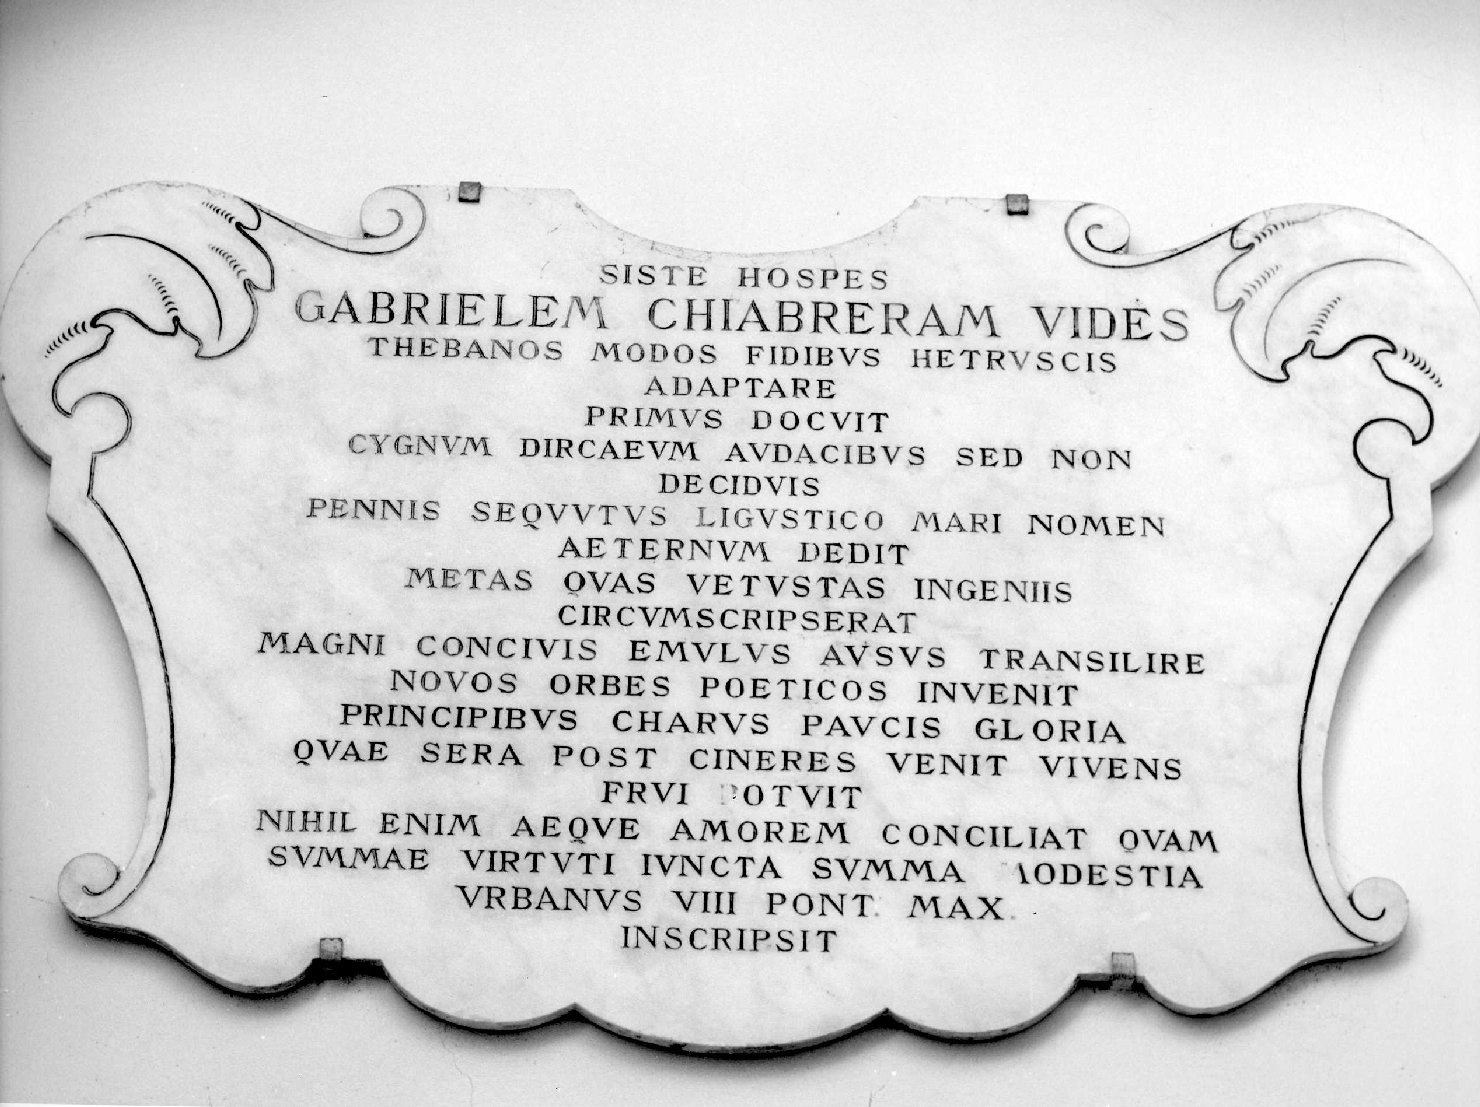 SISTE HOSPES
GABRIELEM CHIABRERAM VIDES
THEBANOS MODOS FIDIBVS HETRVSCIS
ADAPTARE
PRIMVS DOCVIT
CYGNVM DIRCAEVM AVDACIBVS SED NON
DECIDVIS
PENNIS SEQVVTVS LIGVSTICO MARI NOMEN
AETERNVM DEDIT
METAS QVAS VETVSTAS INGENIIS
CIRCVMSCRIPSERAT
MAGNI CONCIVIS EMVLVS AVSVS TRANSILIRE
NOVOS ORBES POETICOS INVENIT
PRINCIPIBVS CHARVS PAVCIS GLORIA
QVAE SERA POST CINERES VENIT VIVENS
FRVI POTVIT
NIHIL ENIM AEQVE AMOREM CONCILIAT QVAM
SVMMAE VIRTVTI IVNCTA SVMMA MODESTIA
VRBANVS VIII PONT. MAX.
INSCRIPSIT